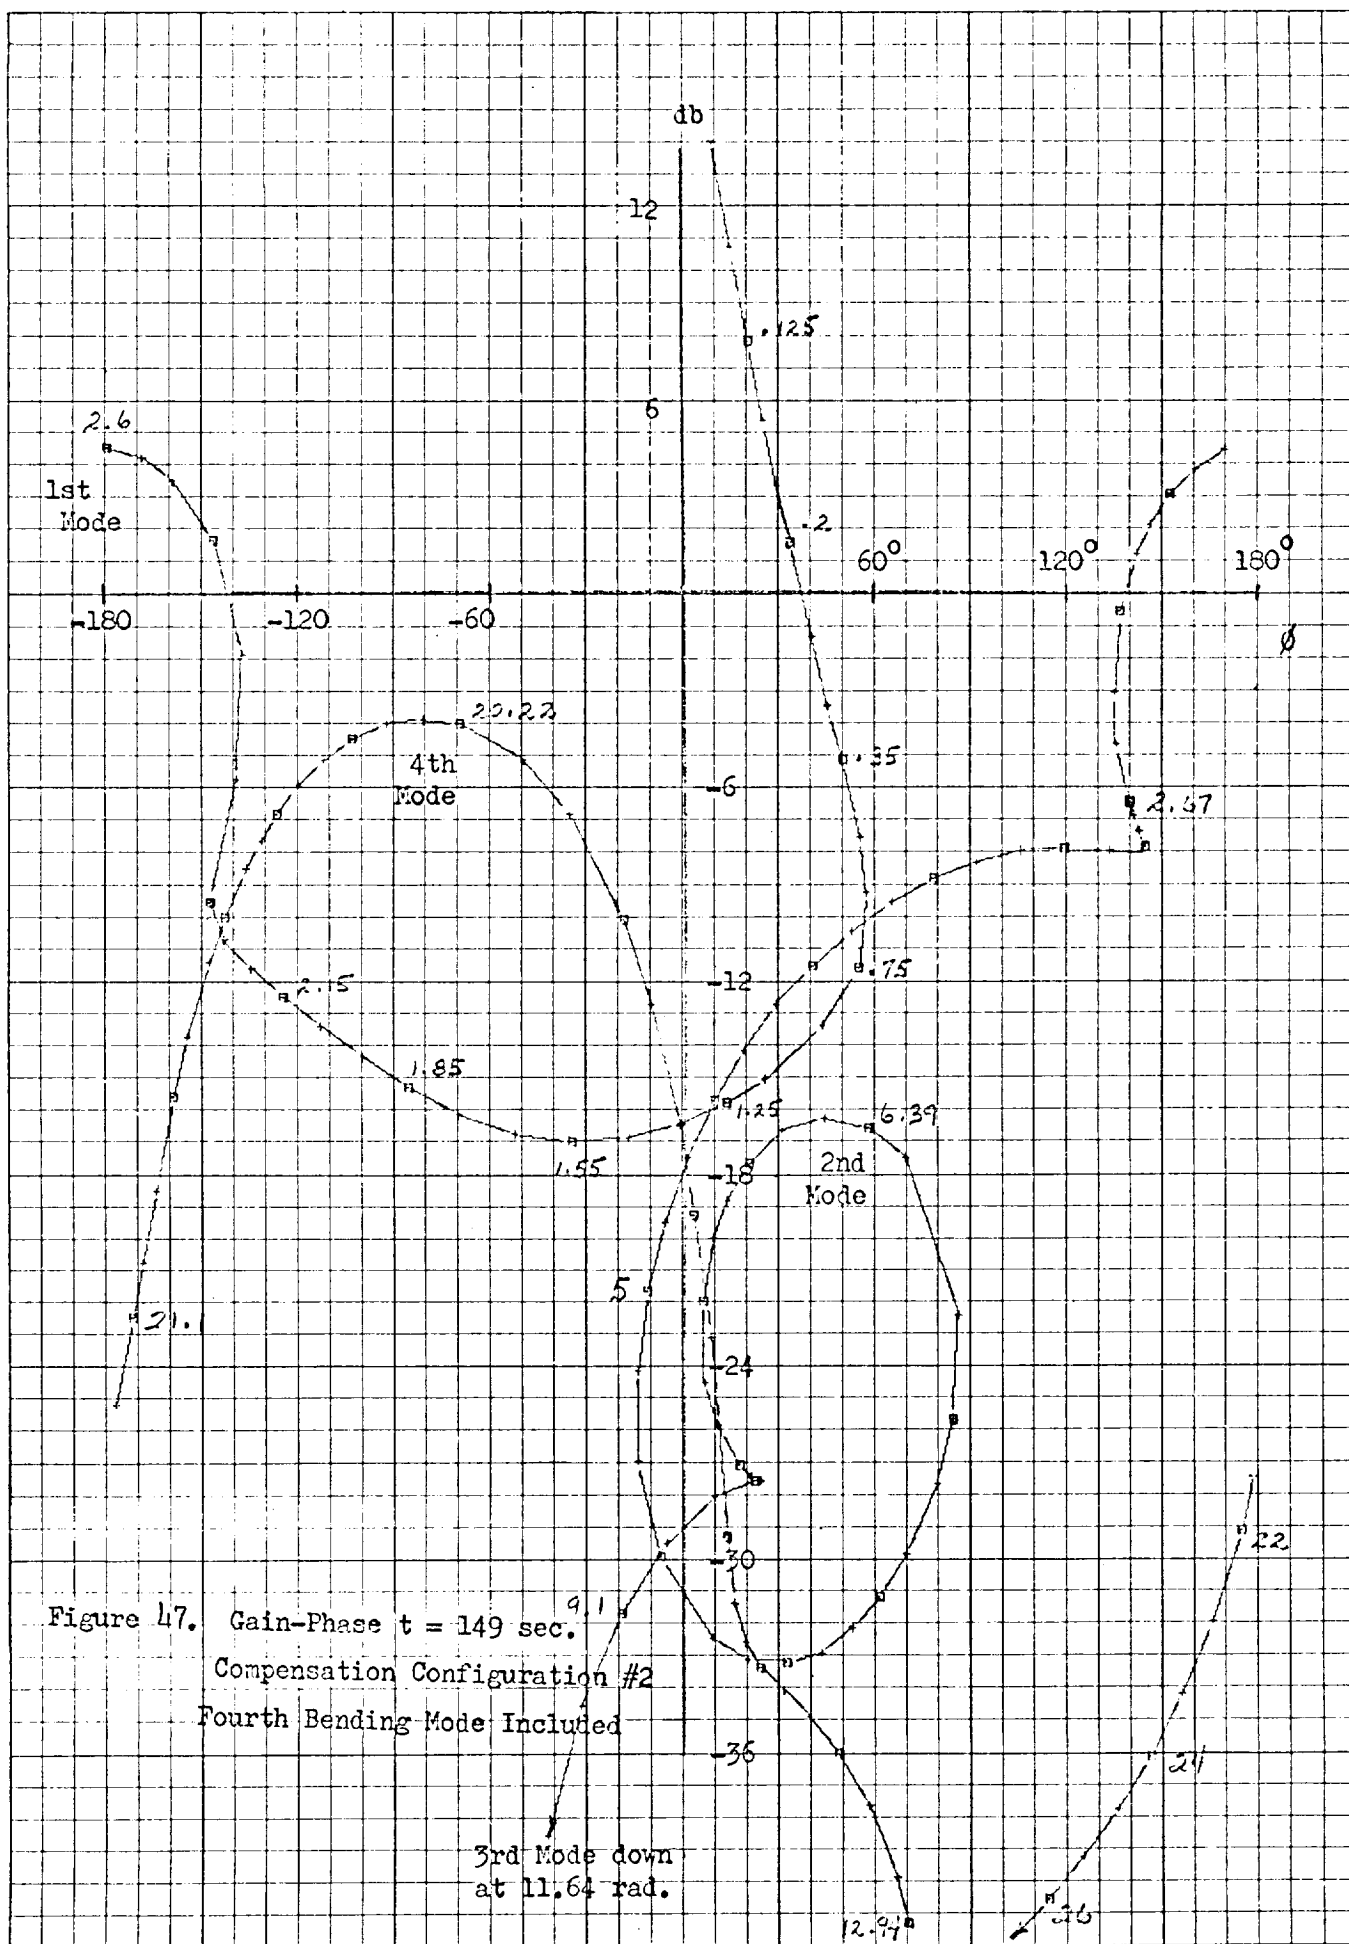 db
12
.125
6
2.6
1st
Mode
.2
60°
120°
180°
-180
-120
-60
Ø
20.22
4th
Mode
.35
-6
2.67
-12
.75
2.15
1.85
1.25
6.39
1.55
2nd
Mode
-18
5
21.1
-24
22
-30
9.1
Figure 47. Gain-Phase t = 149 sec.
Compensation Configuration #2
Fourth Bending Mode Included
-36
24
3rd Mode down
at 11.64 rad.
26
12.94